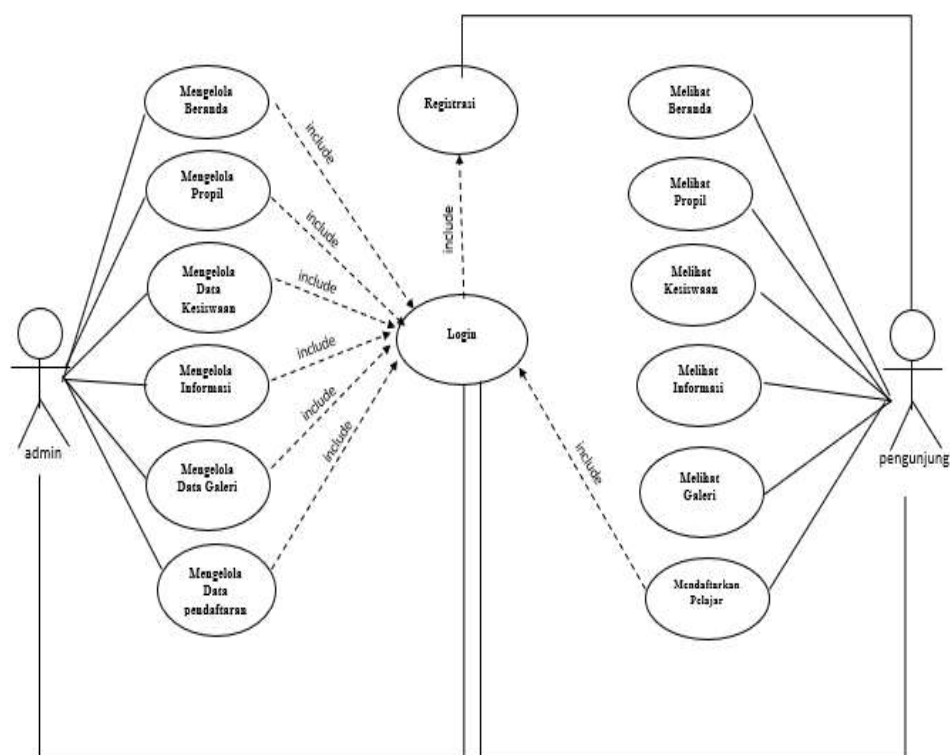 Mengelola
Beranda
include
Registrasi
Melihat
Beranda
Mengelola
Propil
include
include
Melihat
Propil
Mengelola
Data
Kesiswaan
include
Melihat
Kesiswaan
Login
Mengelola
Informasi
include
Melihat
Informasi
admin
pengunjung
include
include
include
Mengelola
Data Galeri
Melihat
Galeri
Mengelola
Data
pendaftaran
Mendaftarkan
Pelajar